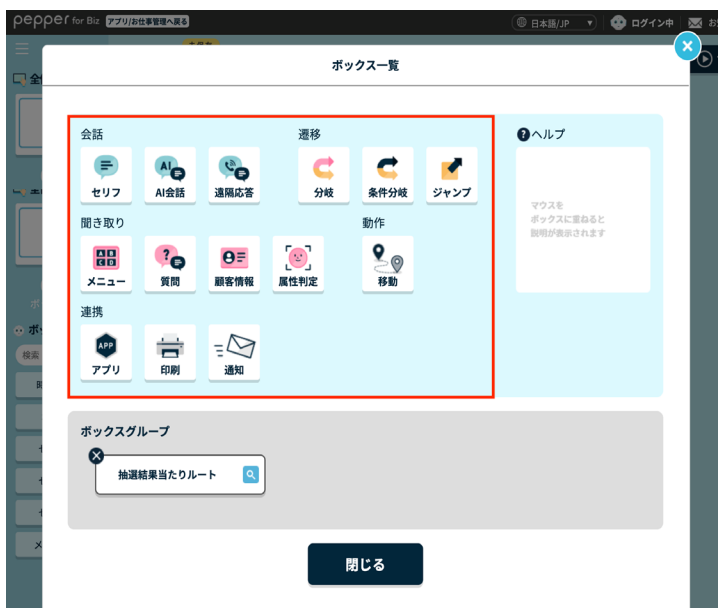 pepper for Biz アプリ/お仕事管理へ戻る
日本語/JP
ログイン中
ボックス一覧
会話
セリフ
AI会話
遠隔応答
遷移
分岐
条件分岐
ジャンプ
聞き取り
メニュー
質問
顧客情報
属性判定
動作
移動
連携
APP
アプリ
印刷
通知
ヘルプ
マウスを
ボックスに重ねると
説明が表示されます
検索
ボックスグループ
抽選結果当たりルート
閉じる